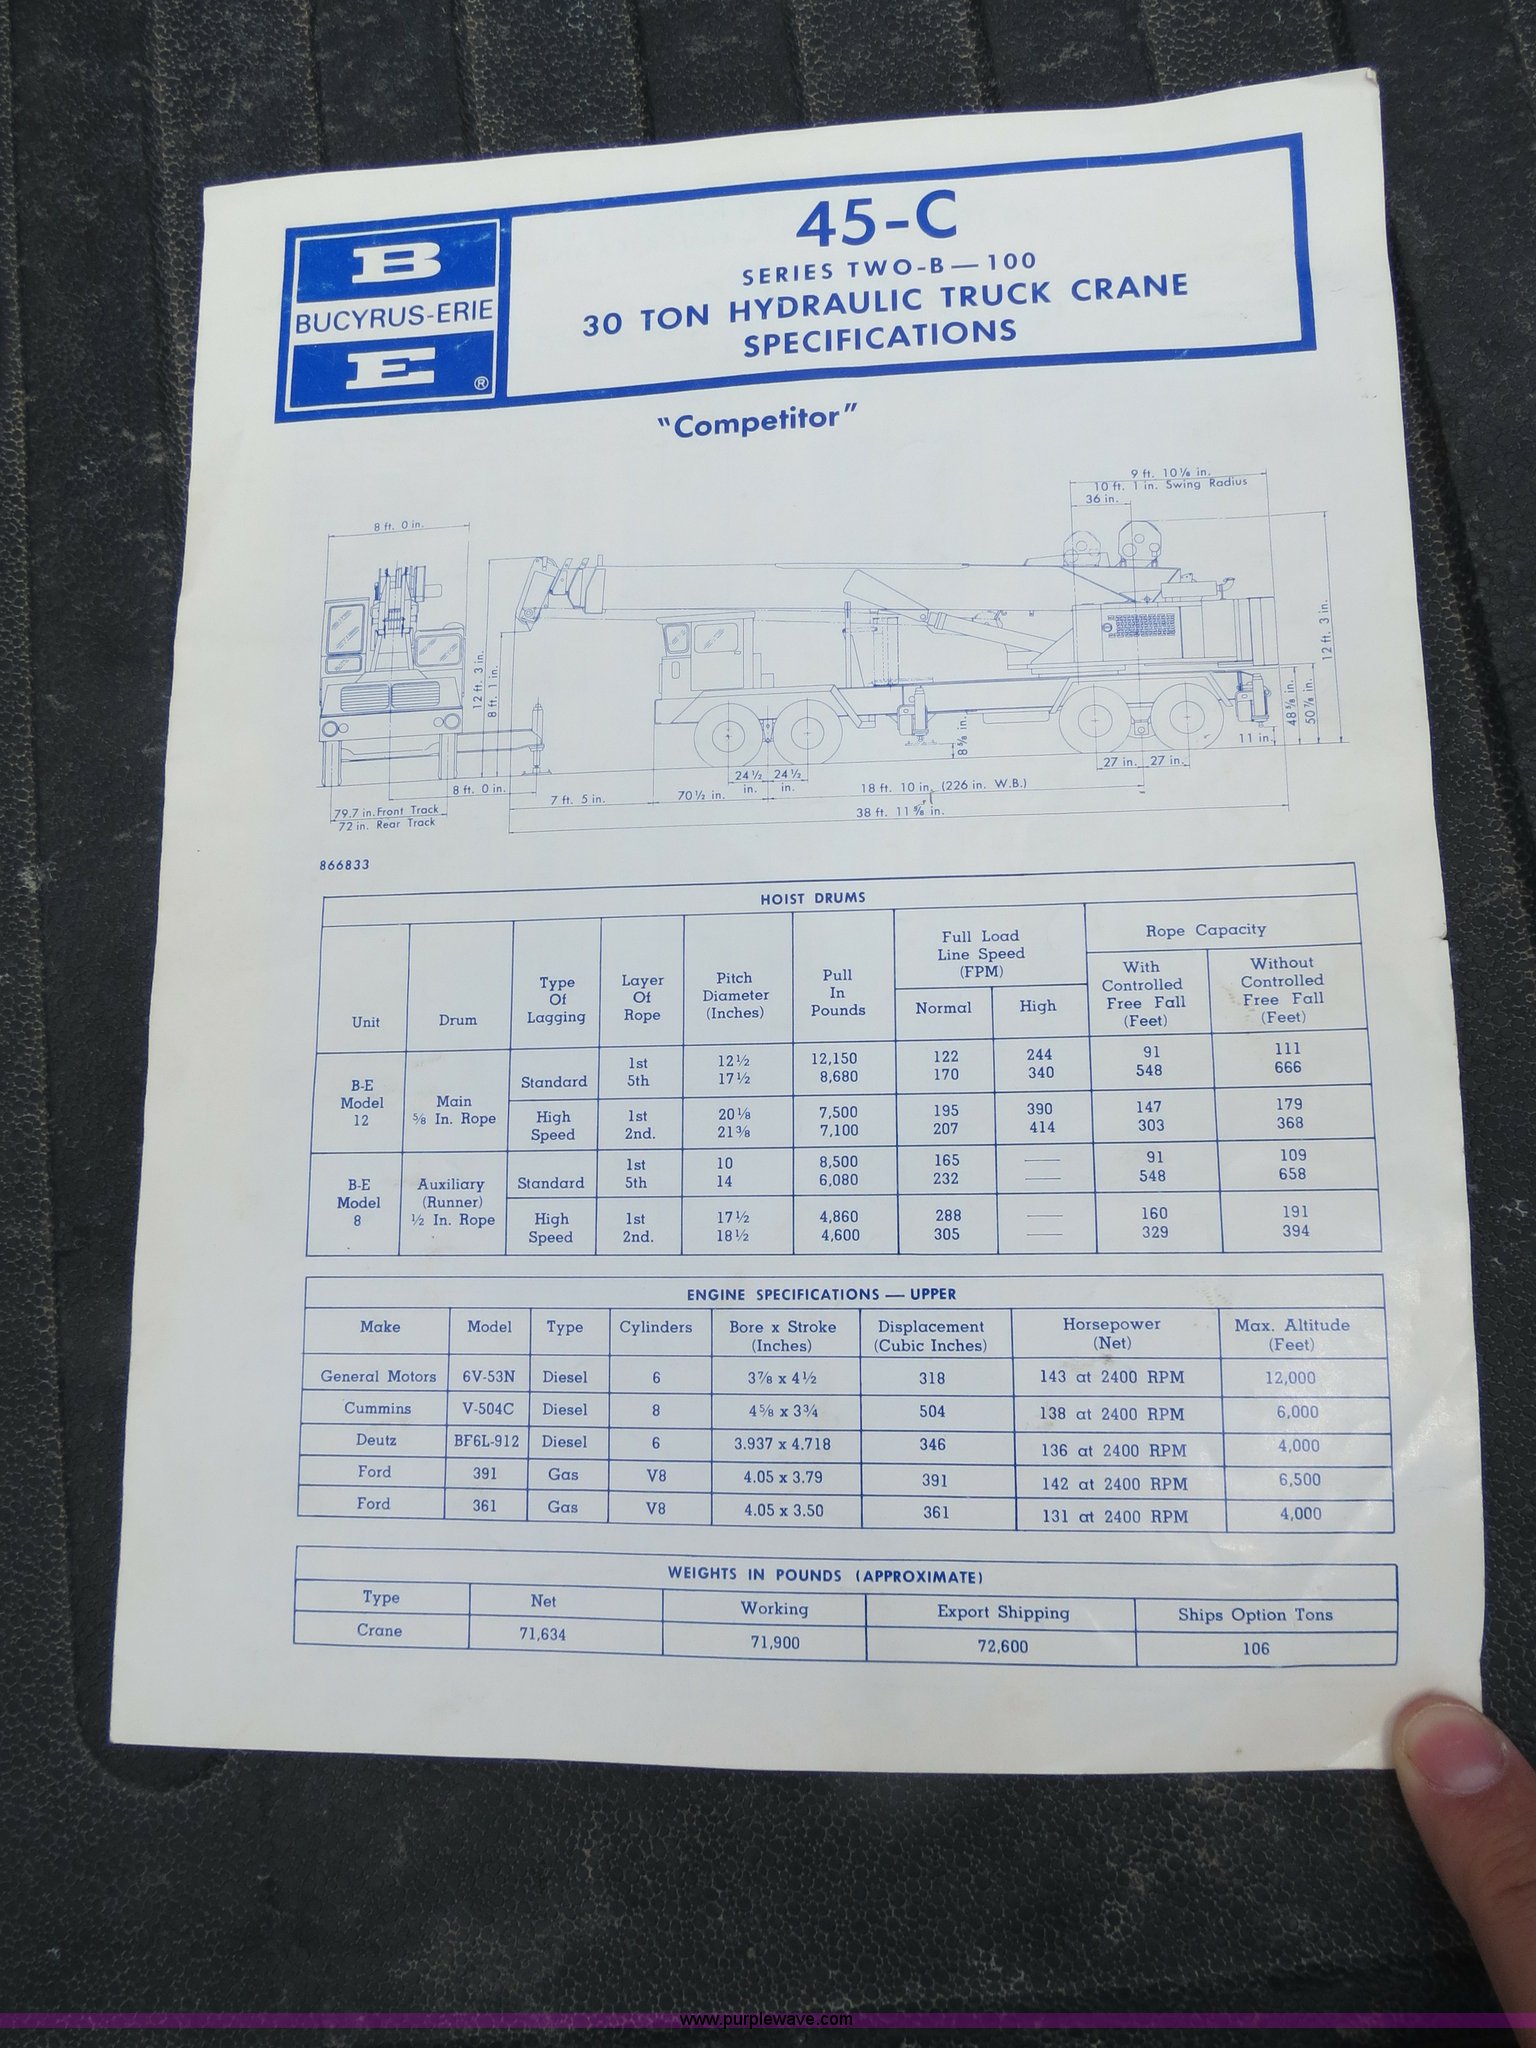 B
BUCYRUS-ERIE
E
®
45-C
SERIES TWO-B — 100
30 TON HYDRAULIC TRUCK CRANE
SPECIFICATIONS
"Competitor"
9 ft. 10⅛ in.
10 ft. 1 in. Swing Radius
36 in.
8 ft. 0 in.
12 ft. 3 in.
8 ft. 1 in.
12 ft. 3 in.
48⅝ in.
50⅞ in.
11 in.
8⅝ in.
27 in. 27 in.
24½ in. 24½ in.
8 ft. 0 in.
7 ft. 5 in.
70½ in.
18 ft. 10 in. (226 in. W.B.)
38 ft. 11⅝ in.
79.7 in. Front Track
72 in. Rear Track
866833
HOIST DRUMS
Unit Drum Type Of Lagging Layer Of Rope Pitch Diameter (Inches) Pull In Pounds Full Load Line Speed (FPM) Rope Capacity
Normal High With Controlled Free Fall (Feet) Without Controlled Free Fall (Feet)
B-E Model 12 Main ⅝ In. Rope Standard 1st 12½ 12,150 122 244 91 111
5th 17½ 8,680 170 340 548 666
High Speed 1st 20⅛ 7,500 195 390 147 179
2nd. 21⅜ 7,100 207 414 303 368
B-E Model 8 Auxiliary (Runner) ½ In. Rope Standard 1st 10 8,500 165 — 91 109
5th 14 6,080 232 — 548 658
High Speed 1st 17½ 4,860 288 — 160 191
2nd. 18½ 4,600 305 — 329 394
ENGINE SPECIFICATIONS — UPPER
Make Model Type Cylinders Bore x Stroke (Inches) Displacement (Cubic Inches) Horsepower (Net) Max. Altitude (Feet)
General Motors 6V-53N Diesel 6 3⅞ x 4½ 318 143 at 2400 RPM 12,000
Cummins V-504C Diesel 8 4⅝ x 3¾ 504 138 at 2400 RPM 6,000
Deutz BF6L-912 Diesel 6 3.937 x 4.718 346 136 at 2400 RPM 4,000
Ford 391 Gas V8 4.05 x 3.79 391 142 at 2400 RPM 6,500
Ford 361 Gas V8 4.05 x 3.50 361 131 at 2400 RPM 4,000
WEIGHTS IN POUNDS (APPROXIMATE)
Type Net Working Export Shipping Ships Option Tons
Crane 71,634 71,900 72,600 106
www.purplewave.com